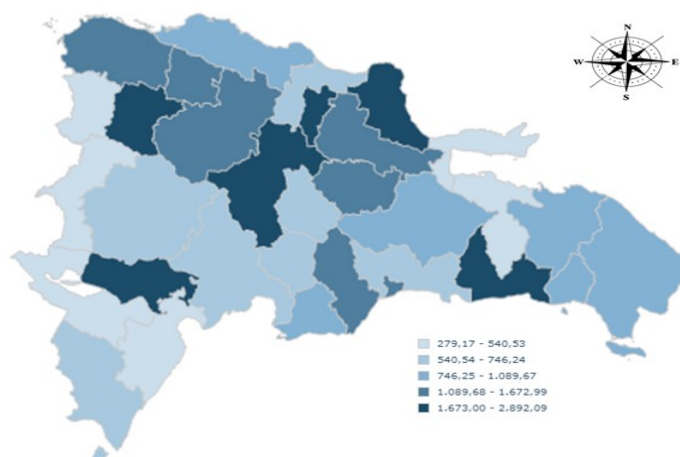 N
W E
S
279,17 - 540,53
540,54 - 746,24
746,25 - 1.089,67
1.089,68 - 1.672,99
1.673,00 - 2.892,09